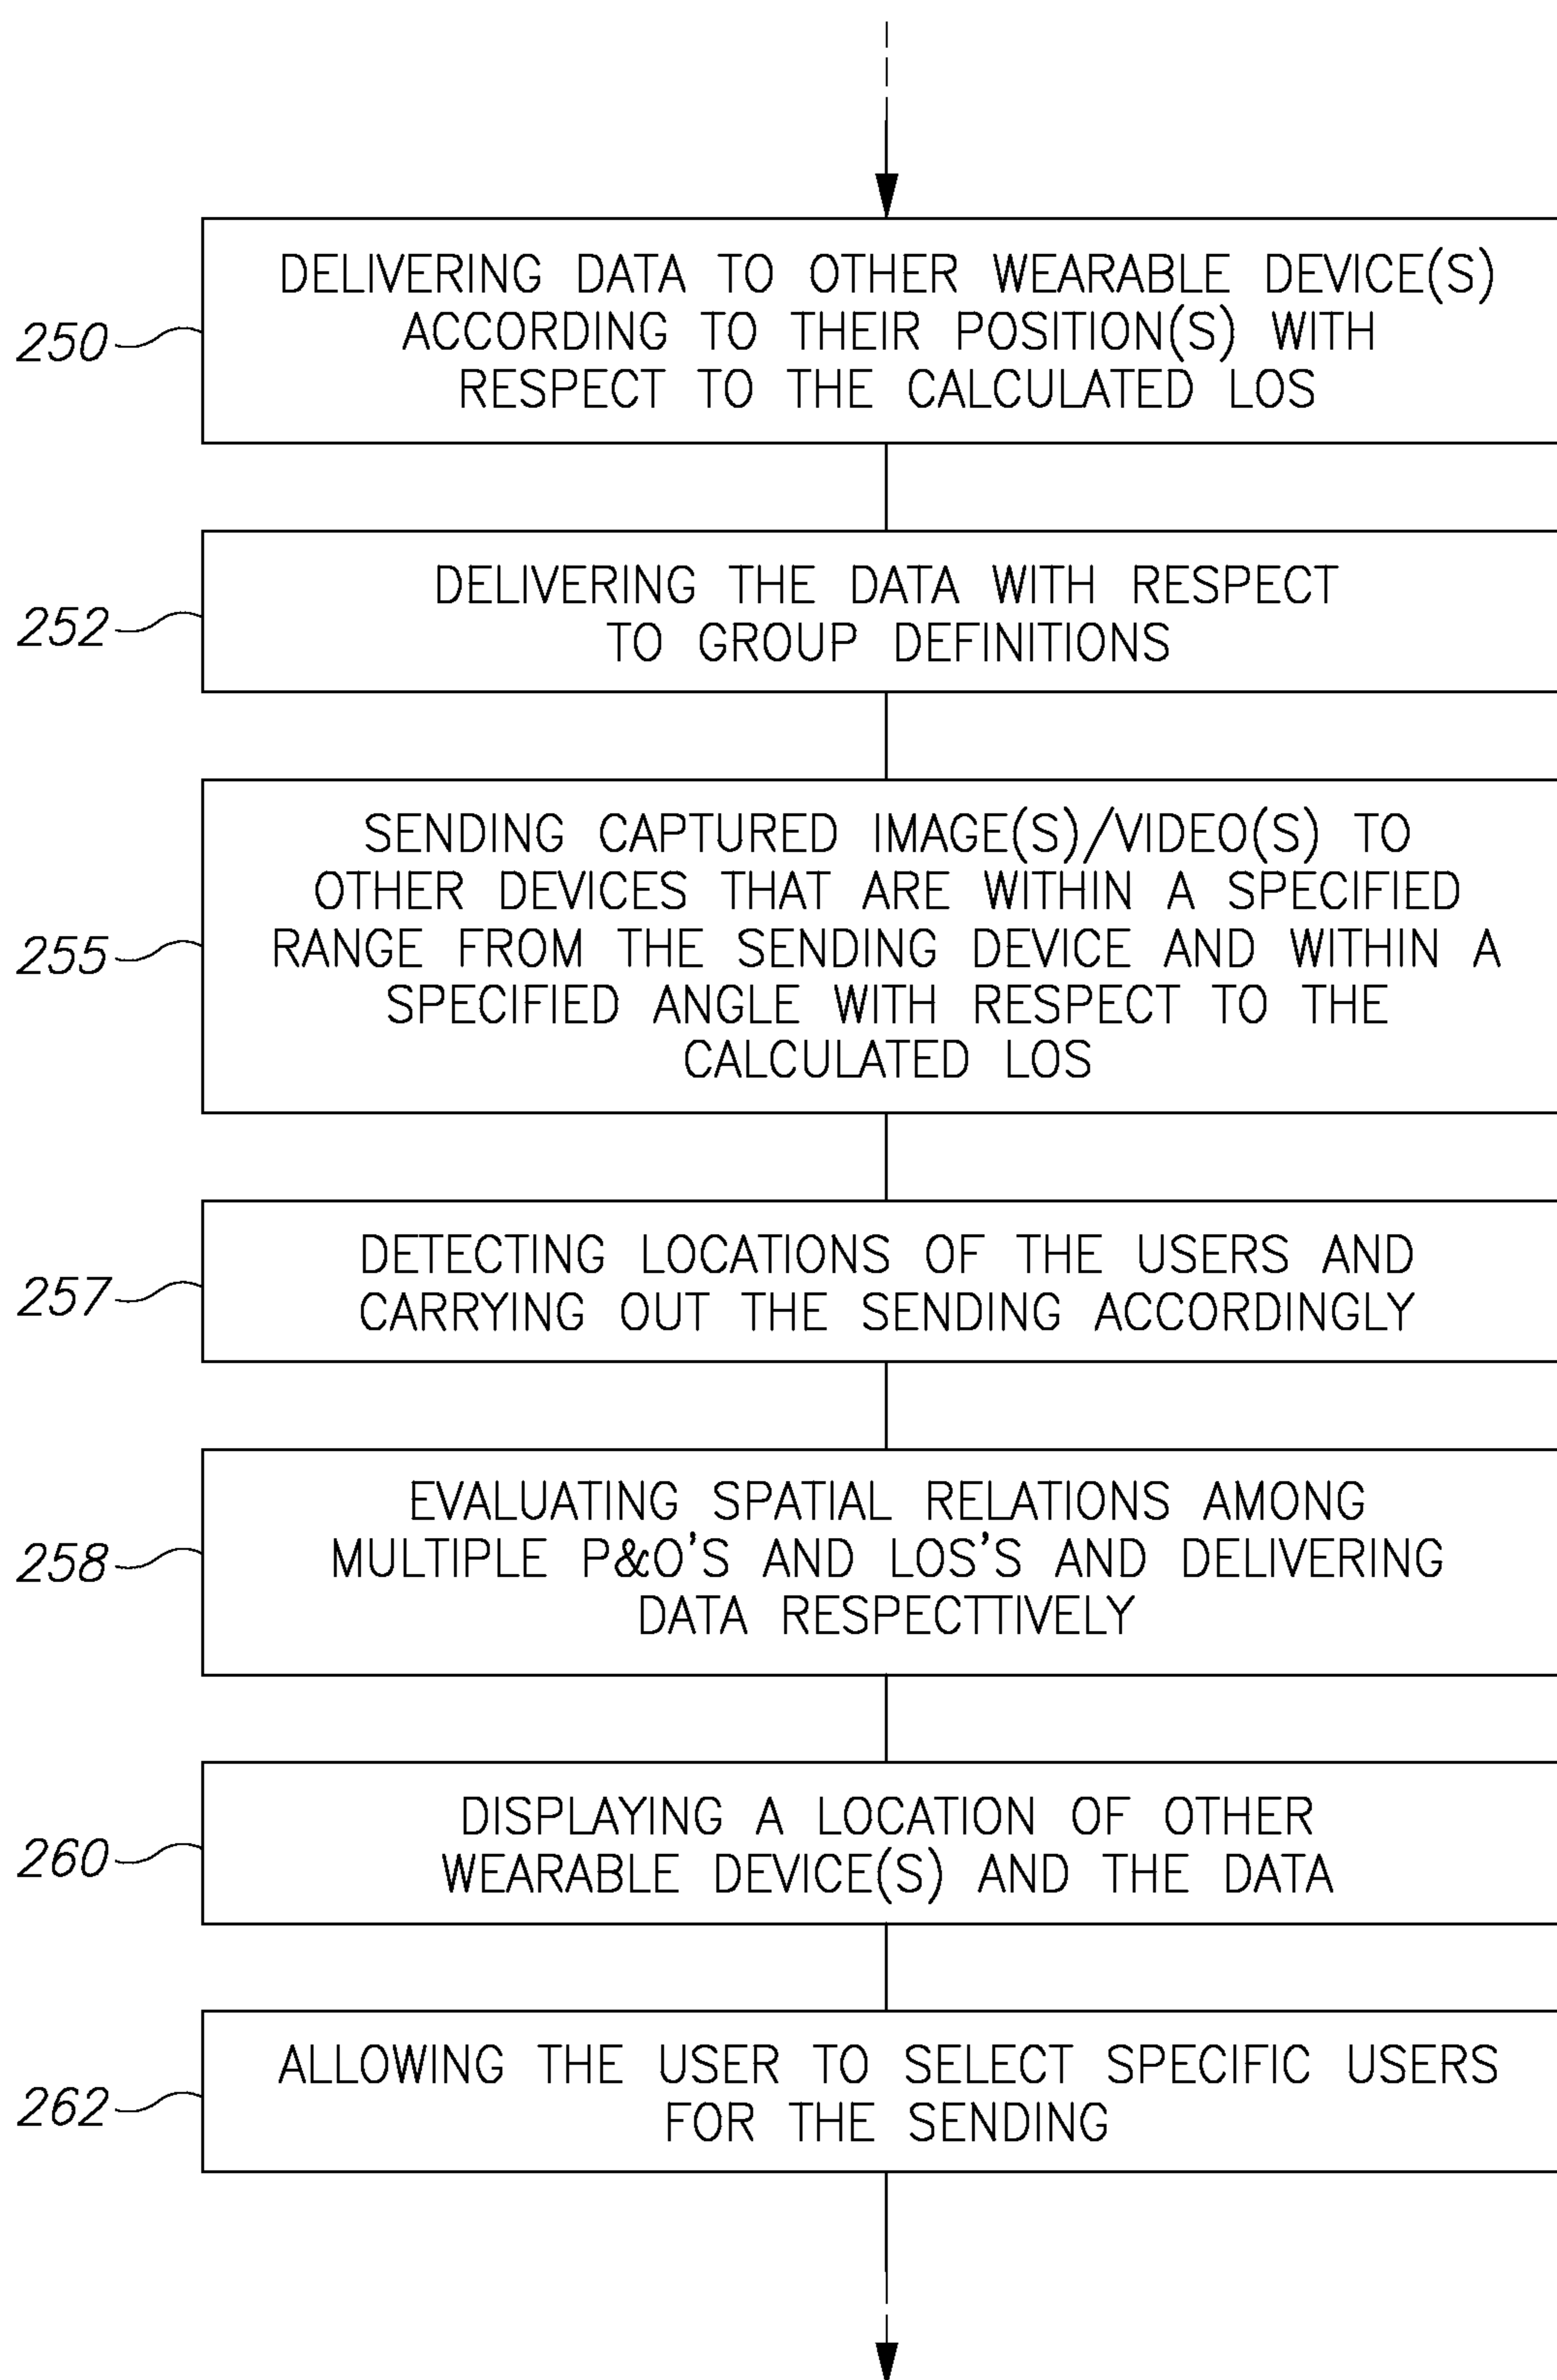 DELIVERING DATA TO OTHER WEARABLE DEVICE(S)
ACCORDING TO THEIR POSITION(S) WITH
RESPECT TO THE CALCULATED LOS
250
DELIVERING THE DATA WITH RESPECT
TO GROUP DEFINITIONS
252
SENDING CAPTURED IMAGE(S)/VIDEO(S) TO
OTHER DEVICES THAT ARE WITHIN A SPECIFIED
RANGE FROM THE SENDING DEVICE AND WITHIN A
SPECIFIED ANGLE WITH RESPECT TO THE
CALCULATED LOS
255
DETECTING LOCATIONS OF THE USERS AND
CARRYING OUT THE SENDING ACCORDINGLY
257
EVALUATING SPATIAL RELATIONS AMONG
MULTIPLE P&O'S AND LOS'S AND DELIVERING
DATA RESPECTTIVELY
258
DISPLAYING A LOCATION OF OTHER
WEARABLE DEVICE(S) AND THE DATA
260
ALLOWING THE USER TO SELECT SPECIFIC USERS
FOR THE SENDING
262